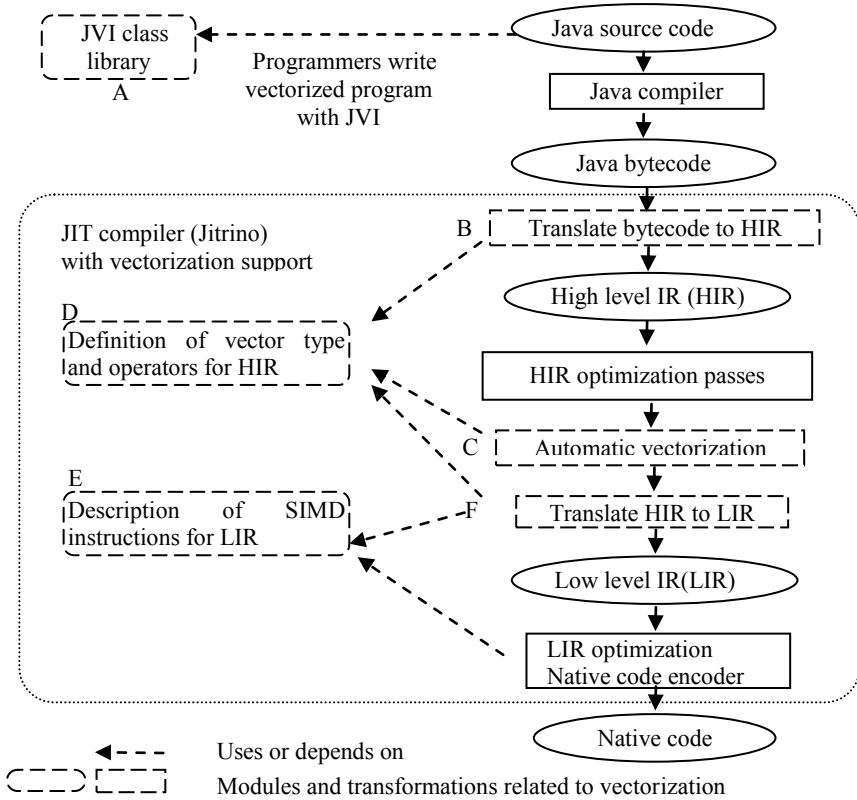 JVI class
library
A
Programmers write
vectorized program
with JVI
Java source code
Java compiler
Java bytecode
JIT compiler (Jitrino)
with vectorization support
B
Translate bytecode to HIR
High level IR (HIR)
D
Definition of vector type
and operators for HIR
HIR optimization passes
C
Automatic vectorization
E
Description of SIMD
instructions for LIR
F
Translate HIR to LIR
Low level IR(LIR)
LIR optimization
Native code encoder
Native code
Uses or depends on
Modules and transformations related to vectorization